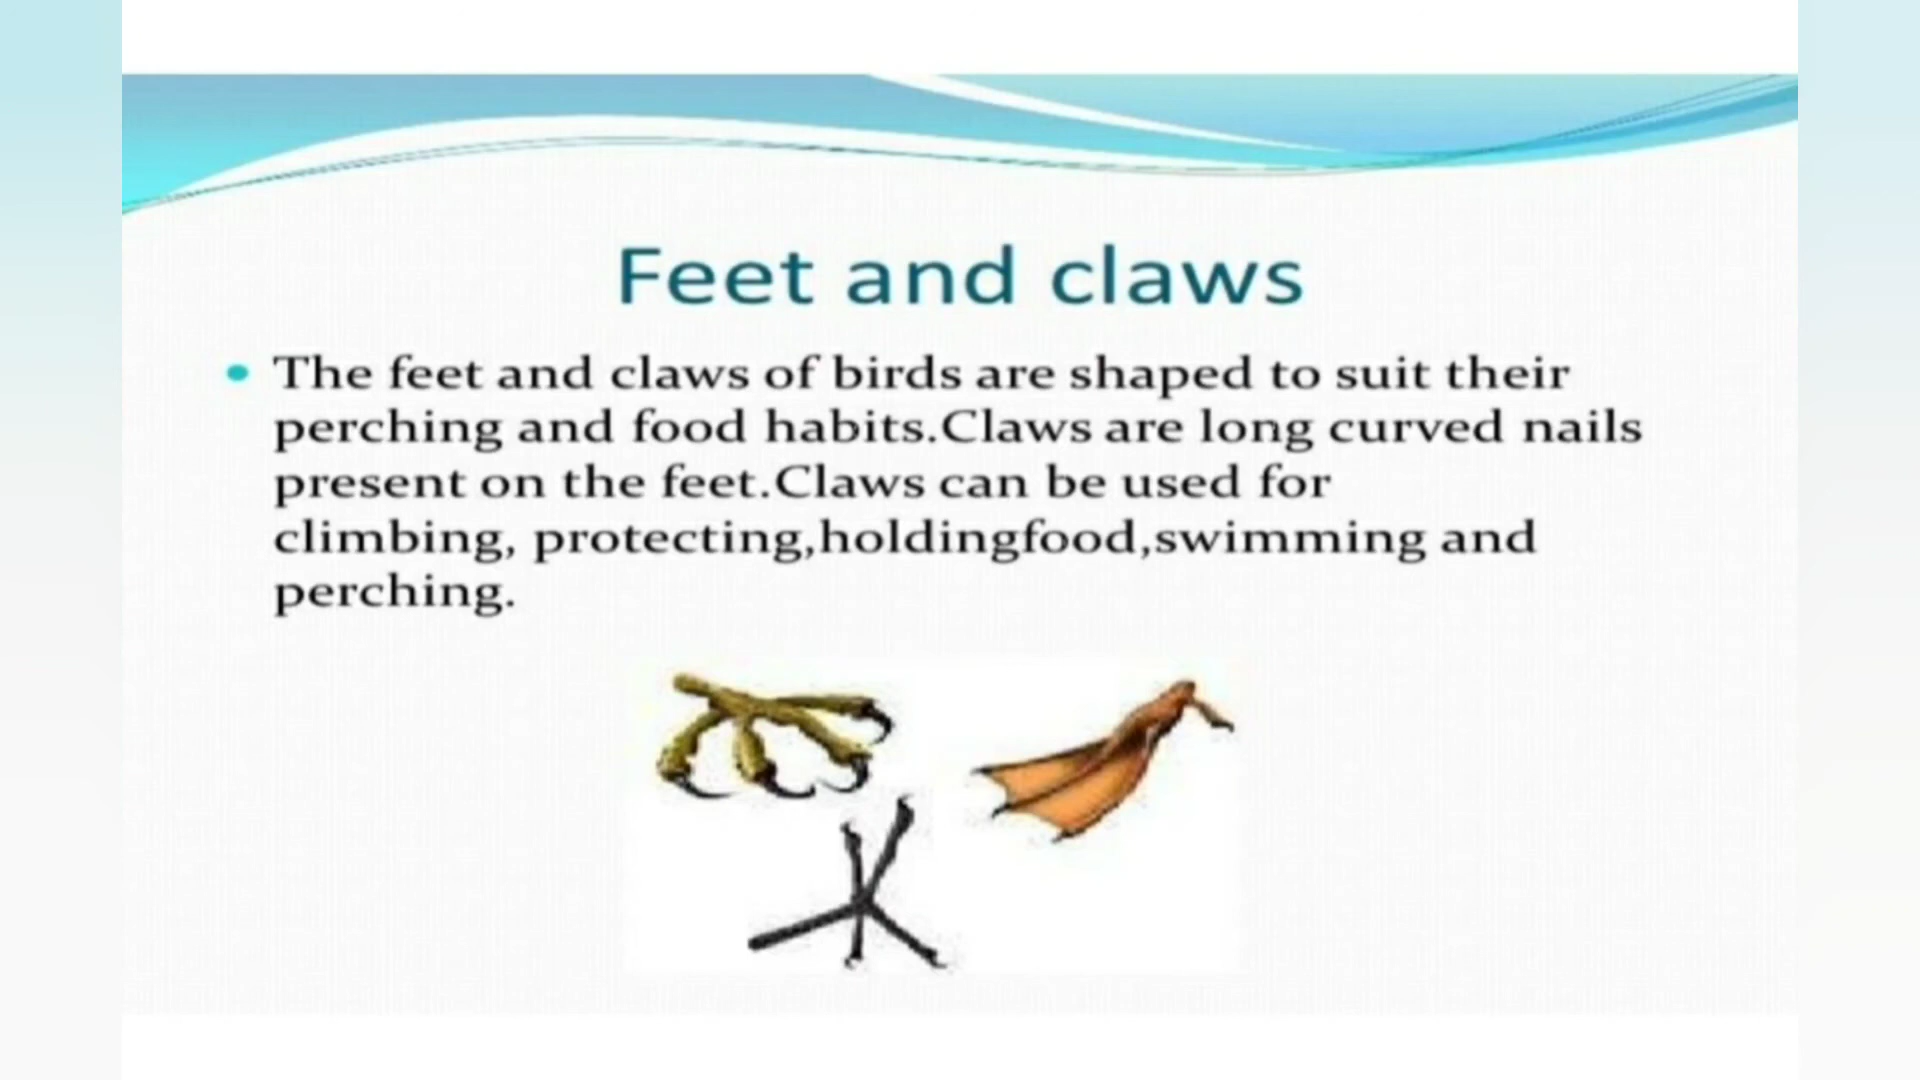 Feet and claws
• The feet and claws of birds are shaped to suit their
perching and food habits.Claws are long curved nails
present on the feet.Claws can be used for
climbing, protecting,holdingfood,swimming and
perching.